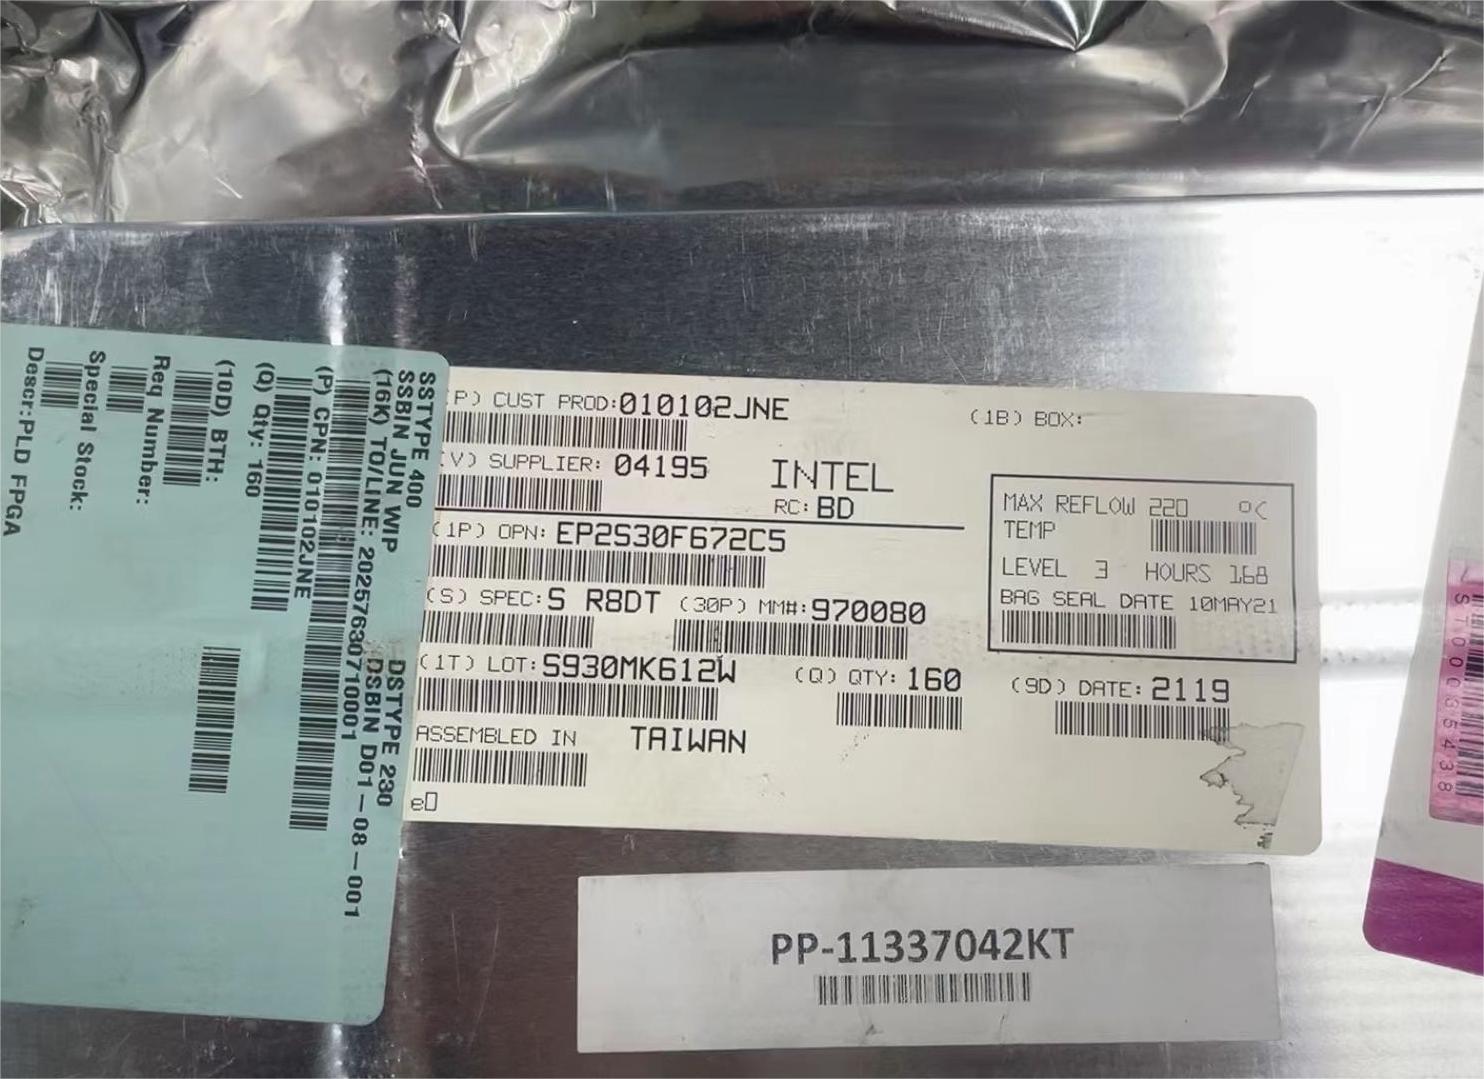 SSTYPE 400
DSTYPE 230
SSBIN JUN WIP
DSBIN D01-08-001
(16K) TO/LINE: 20257630710001
(P) CPN: 010102JNE
(Q) Qty: 160
(10D) BTH:
Req Number:
Special Stock:
Descr:PLD FPGA
P) CUST PROD:010102JNE
(1B) BOX:
V) SUPPLIER: 04195
INTEL
RC: BD
(1P) OPN: EP2S30F672C5
(S) SPEC:S R8DT (30P) MM#:970080
(1T) LOT:S930MK612W (Q) QTY: 160 (9D) DATE: 2119
ASSEMBLED IN TAIWAN
e0
MAX REFLOW 220 °C
TEMP
LEVEL 3 HOURS 168
BAG SEAL DATE 10MAY21
PP-11337042KT